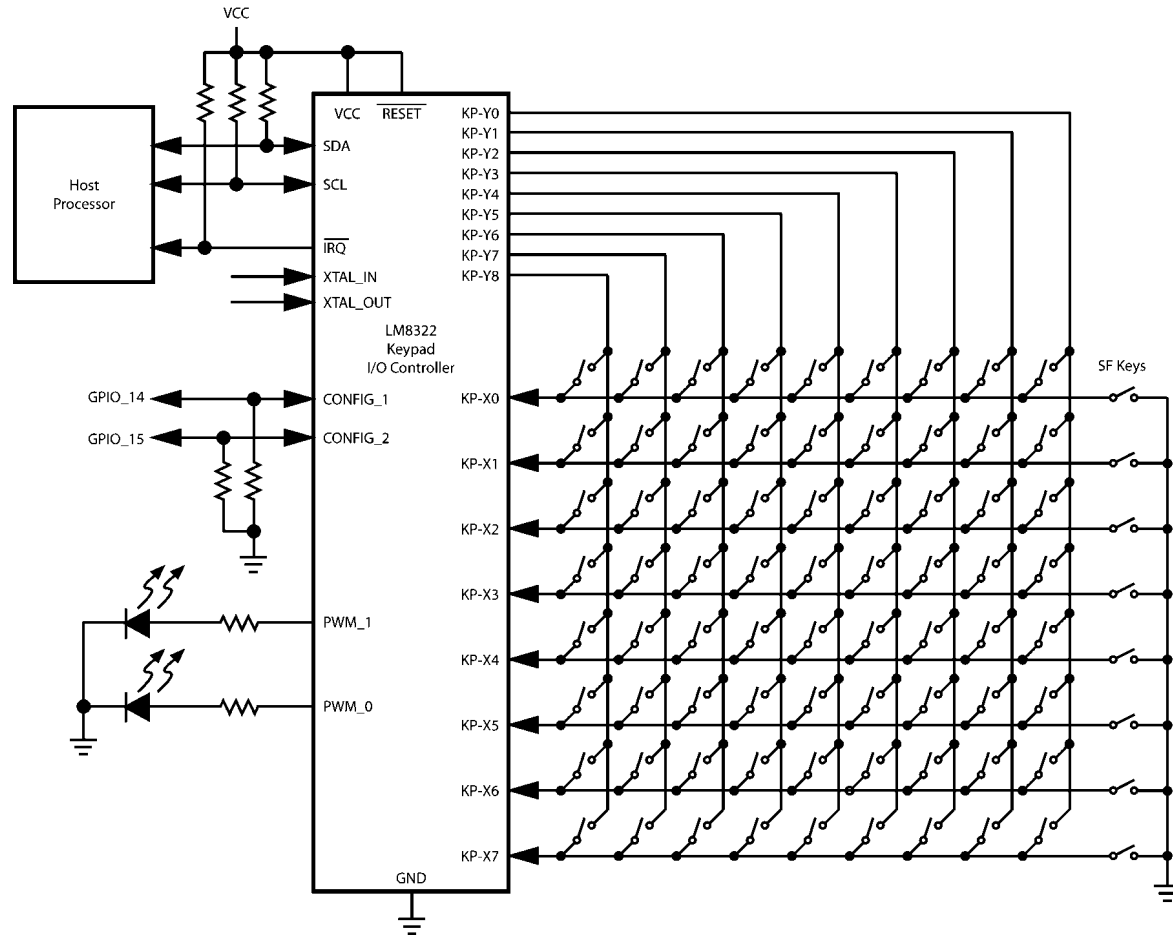 VCC
VCC
RESET
KP-Y0
KP-Y1
KP-Y2
KP-Y3
KP-Y4
KP-Y5
KP-Y6
KP-Y7
KP-Y8
Host
Processor
SDA
SCL
IRQ
XTAL_IN
XTAL_OUT
LM8322
Keypad
I/O Controller
GPIO_14
CONFIG_1
GPIO_15
CONFIG_2
PWM_1
PWM_0
SF Keys
KP-X0
KP-X1
KP-X2
KP-X3
KP-X4
KP-X5
KP-X6
KP-X7
GND